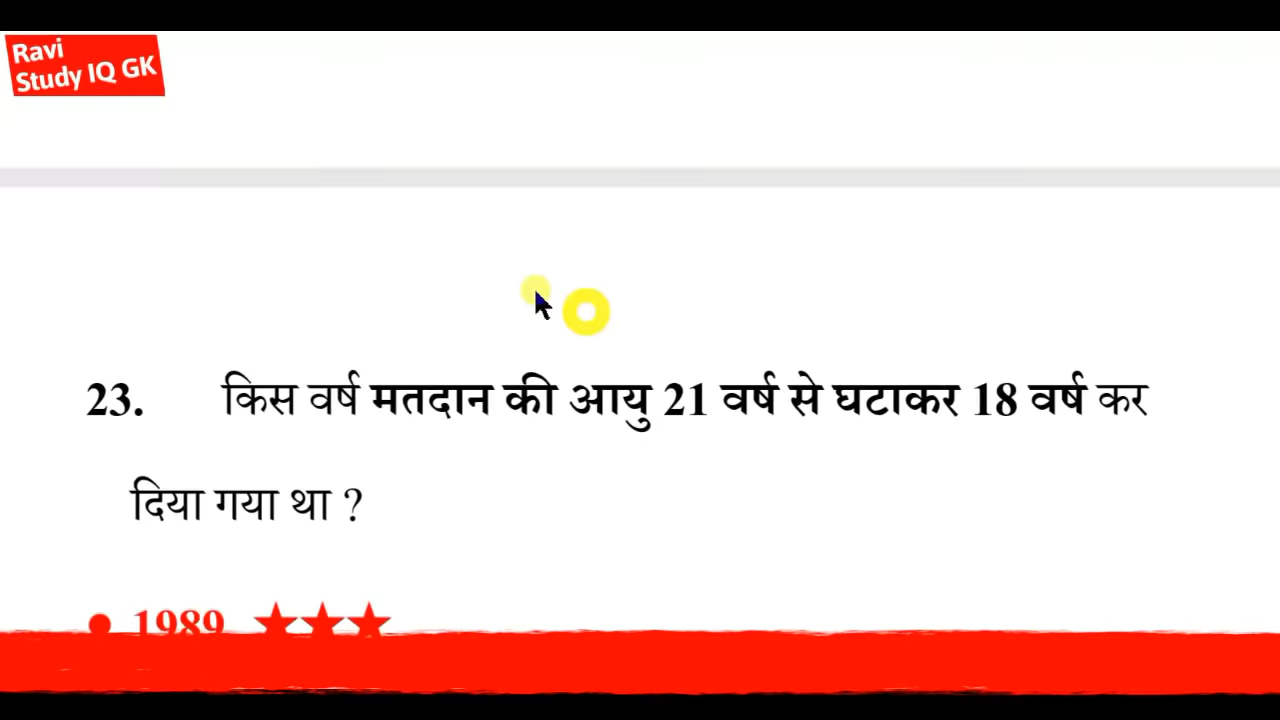 Ravi
Study IQ GK
23. किस वर्ष मतदान की आयु 21 वर्ष से घटाकर 18 वर्ष कर
दिया गया था ?
• 1989 ★★★